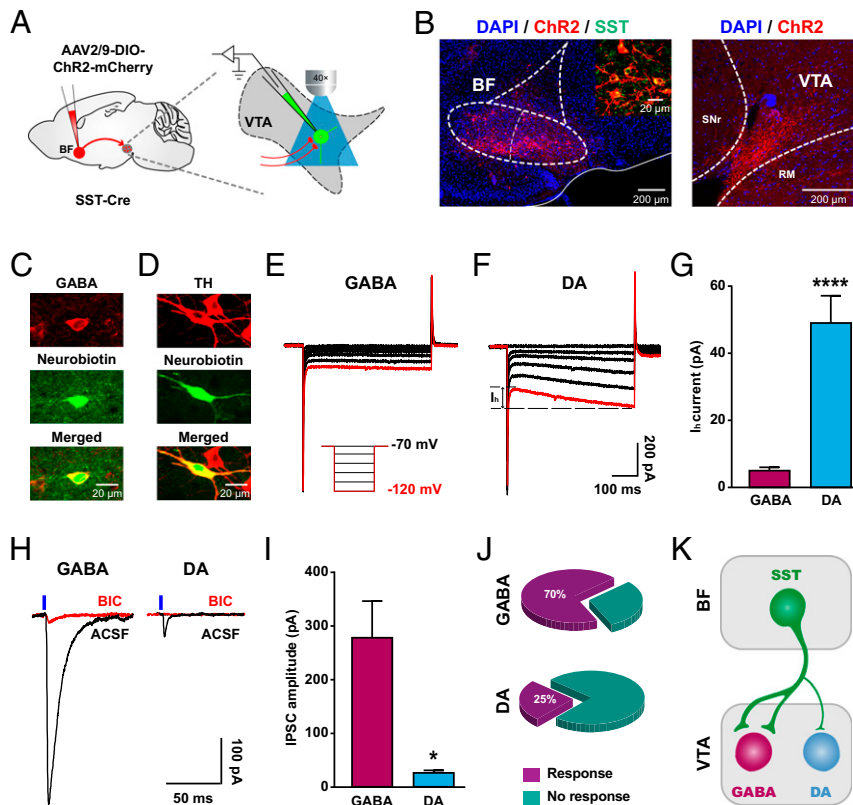 A
AAV2/9-DIO-
ChR2-mCherry
BF
SST-Cre
VTA
40×
B
DAPI / ChR2 / SST
BF
20 µm
200 µm
DAPI / ChR2
VTA
SNr
RM
200 µm
C
GABA
Neurobiotin
Merged
20 µm
D
TH
Neurobiotin
Merged
20 µm
E
GABA
-70 mV
-120 mV
F
DA
Ih
200 pA
100 ms
G
Ih current (pA)
60
40
20
0
****
GABA
DA
H
GABA
DA
BIC
ACSF
BIC
ACSF
100 pA
50 ms
I
IPSC amplitude (pA)
400
300
200
100
0
*
GABA
DA
J
GABA
70%
DA
25%
Response
No response
K
BF
SST
VTA
GABA
DA